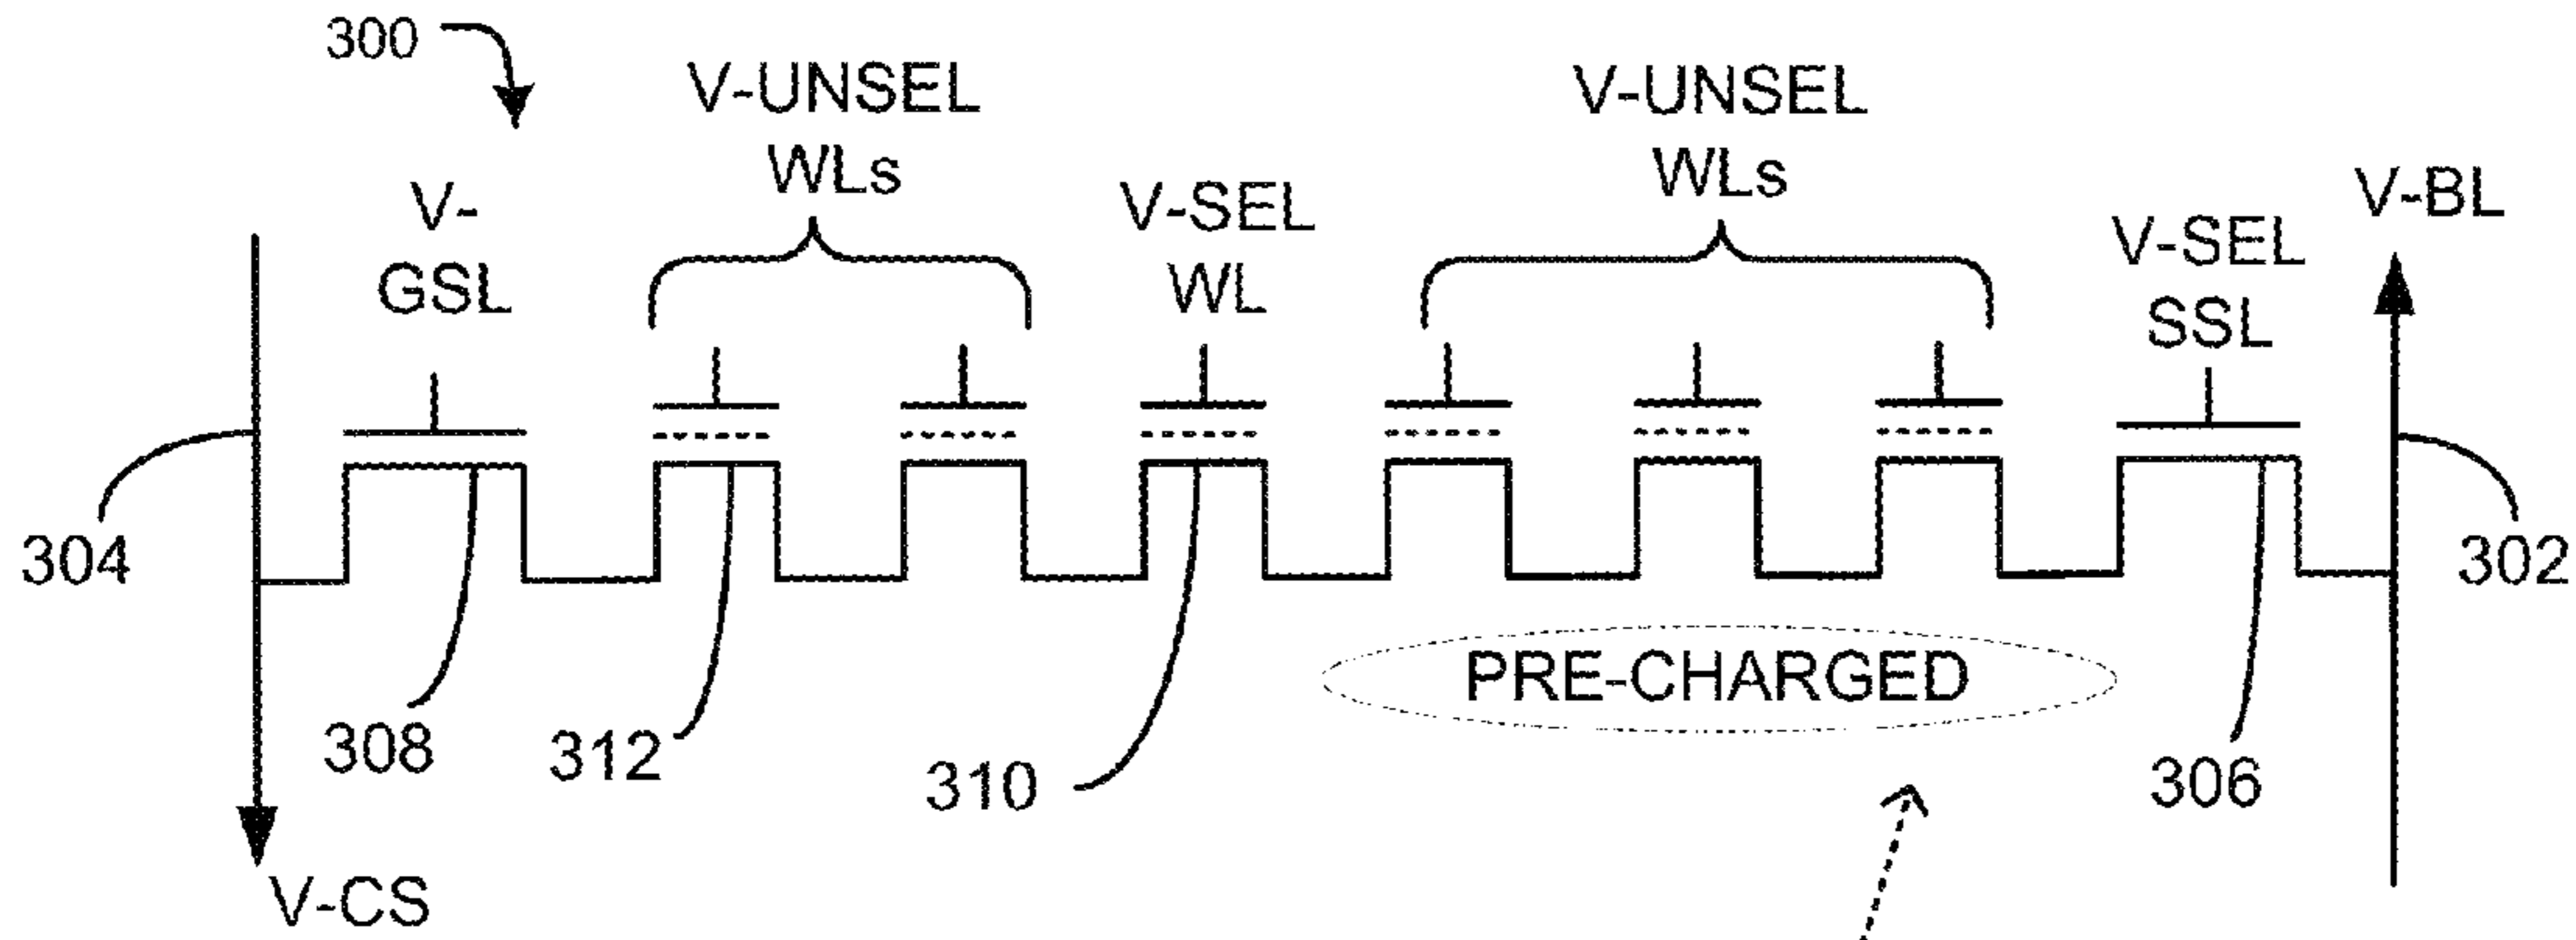 300
V-UNSEL
WLs
V-UNSEL
WLs
V-
GSL
V-SEL
WL
V-SEL
SSL
V-BL
304
302
PRE-CHARGED
308
312
310
306
V-CS